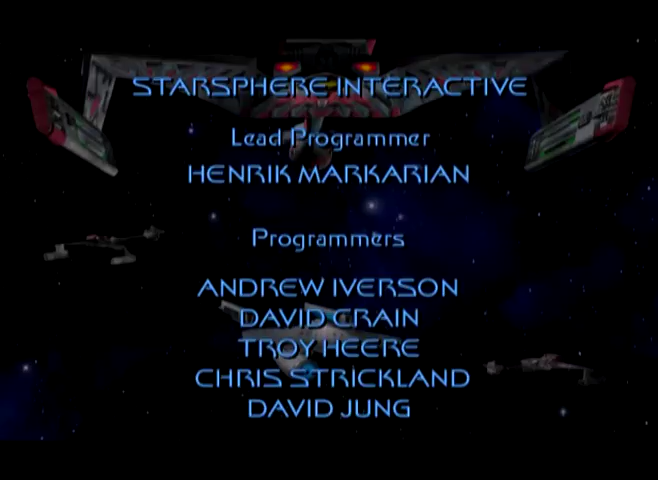 STARSPHERE INTERACTIVE
Lead Programmer
HENRIK MARKARIAN
Programmers
ANDREW IVERSON
DAVID CRAIN
TROY HEERE
CHRIS STRICKLAND
DAVID JUNG